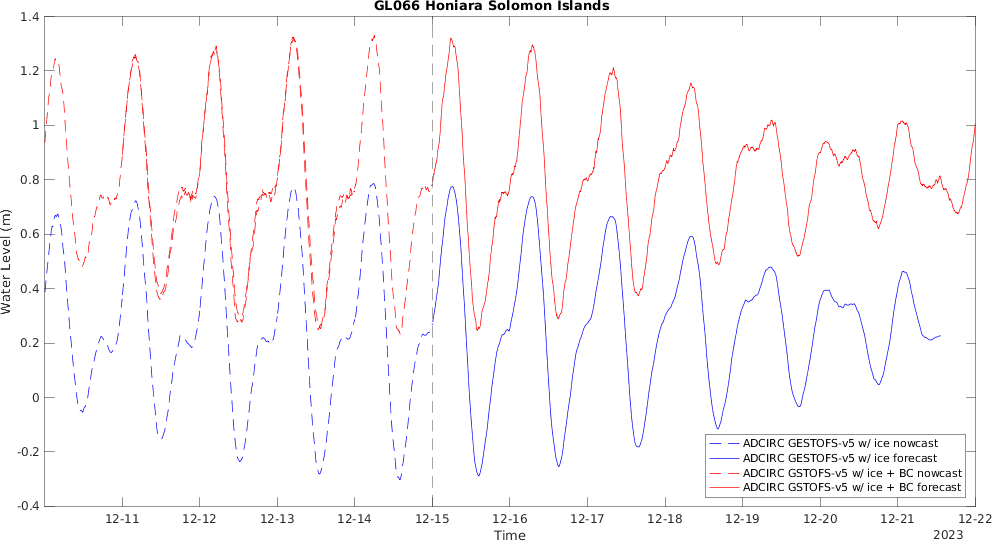 GL066 Honiara Solomon Islands
1.4
1.2
1
0.8
0.6
0.4
0.2
0
-0.2
-0.4
Water Level (m)
ADCIRC GESTOFS-v5 w/ ice nowcast
ADCIRC GESTOFS-v5 w/ ice forecast
ADCIRC GSTOFS-v5 w/ ice + BC nowcast
ADCIRC GSTOFS-v5 w/ ice + BC forecast
12-11 12-12 12-13 12-14 12-15 12-16 12-17 12-18 12-19 12-20 12-21 12-22
Time
2023